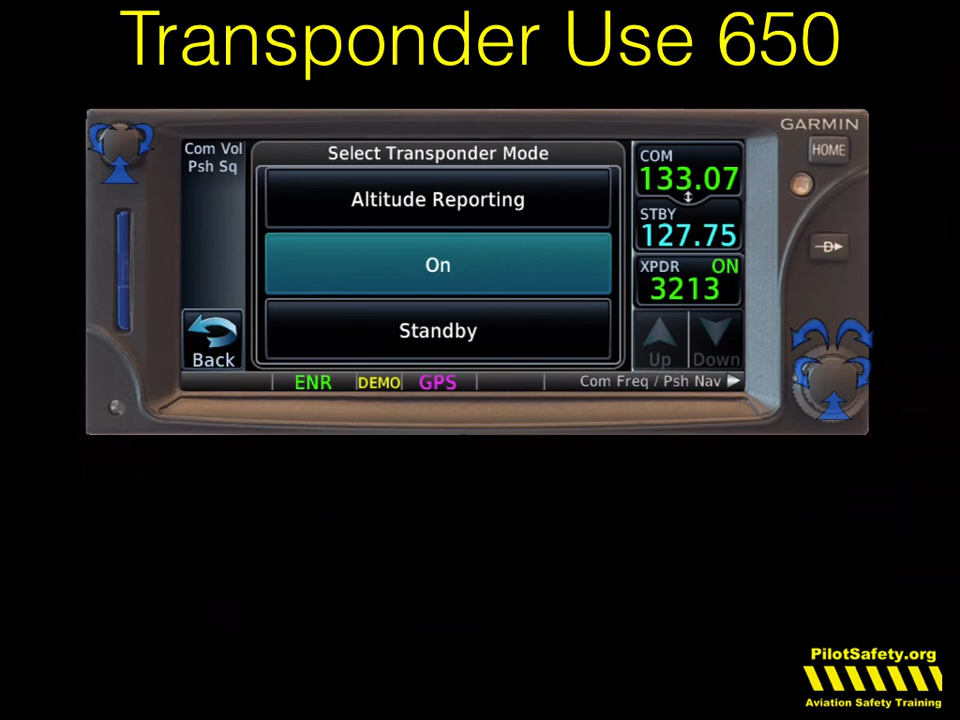 Transponder Use 650
GARMIN
HOME
Com Vol
Psh Sq
Select Transponder Mode
Altitude Reporting
On
Standby
Back
COM
133.07
STBY
127.75
XPDR ON
3213
Up Down
D
ENR DEMO GPS Com Freq / Psh Nav
PilotSafety.org
Aviation Safety Training